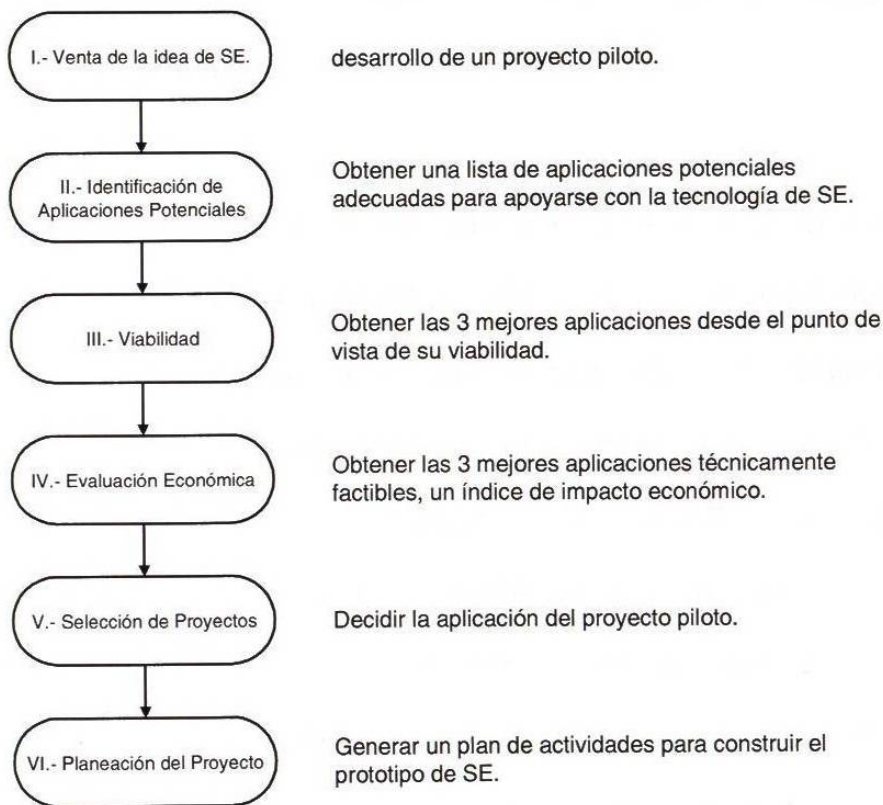 I.- Venta de la idea de SE.
desarrollo de un proyecto piloto.
II.- Identificación de
Aplicaciones Potenciales
Obtener una lista de aplicaciones potenciales
adecuadas para apoyarse con la tecnología de SE.
III.- Viabilidad
Obtener las 3 mejores aplicaciones desde el punto de
vista de su viabilidad.
IV.- Evaluación Económica
Obtener las 3 mejores aplicaciones técnicamente
factibles, un índice de impacto económico.
V.- Selección de Proyectos
Decidir la aplicación del proyecto piloto.
VI.- Planeación del Proyecto
Generar un plan de actividades para construir el
prototipo de SE.